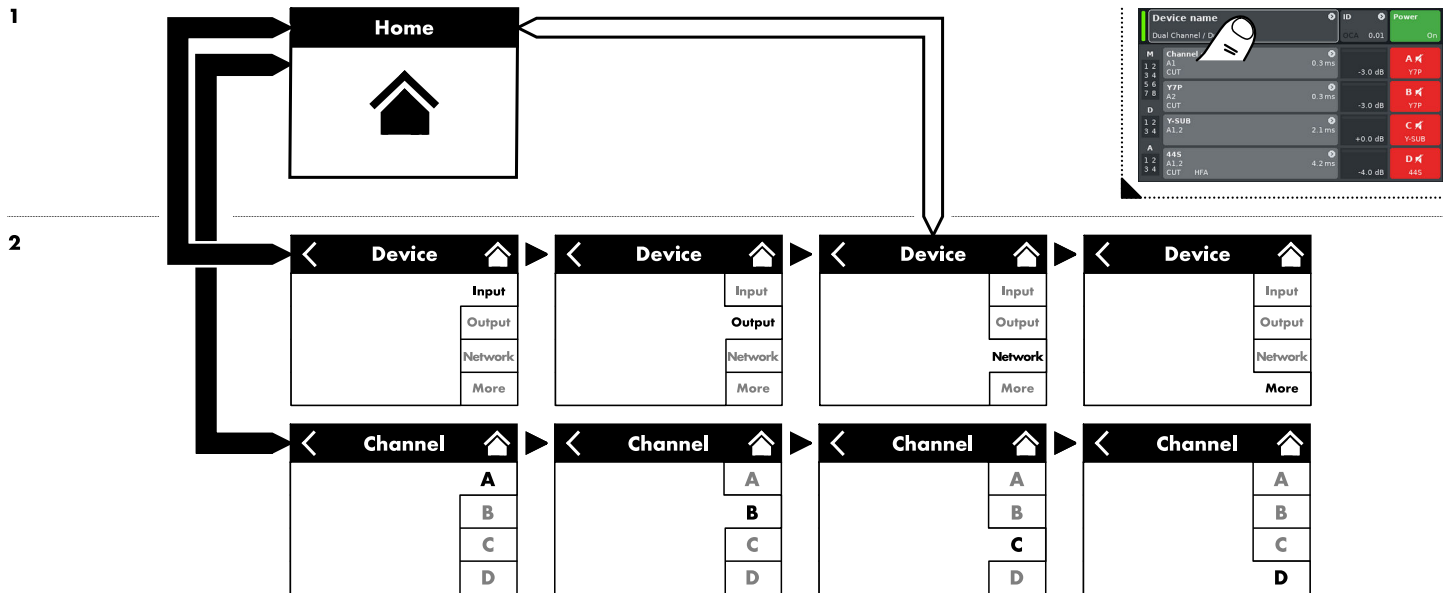 1
Home
Device name
ID
Power
Dual Channel / D
OCA 0.01
On
M
Channel
A1
0.3 ms
CUT
-3.0 dB
A
Y7P
1 2
3 4
5 6
7 8
Y7P
A2
0.3 ms
CUT
-3.0 dB
B
Y7P
D
1 2
3 4
Y-SUB
A1,2
2.1 ms
+0.0 dB
C
Y-SUB
A
1 2
3 4
44S
A1,2
4.2 ms
CUT HFA
-4.0 dB
D
44S
2
Device
Input
Output
Network
More
Device
Input
Output
Network
More
Device
Input
Output
Network
More
Device
Input
Output
Network
More
Channel
A
B
C
D
Channel
A
B
C
D
Channel
A
B
C
D
Channel
A
B
C
D